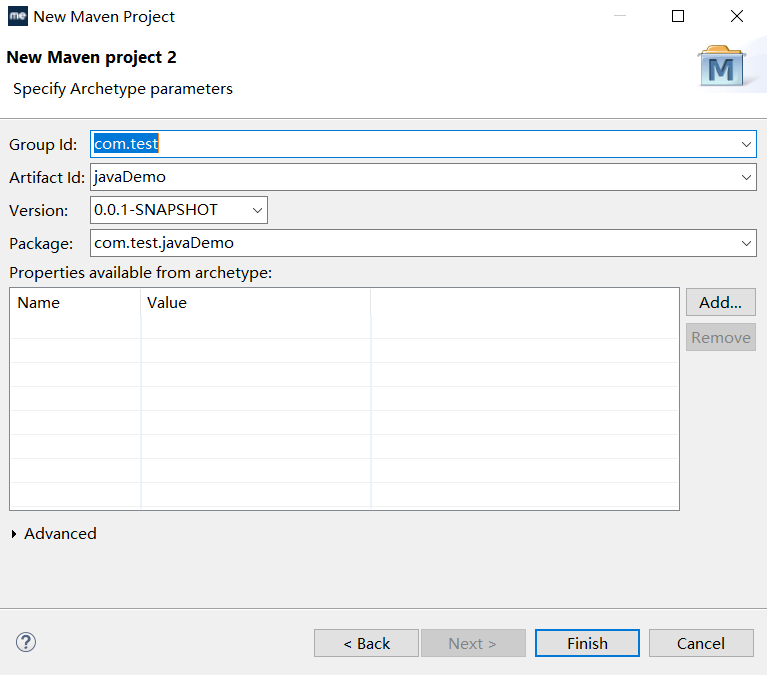 me New Maven Project
New Maven project 2
Specify Archetype parameters
M
Group Id: com.test
Artifact Id: javaDemo
Version: 0.0.1-SNAPSHOT
Package: com.test.javaDemo
Properties available from archetype:
Name Value
Add...
Remove
Advanced
? < Back Next > Finish Cancel